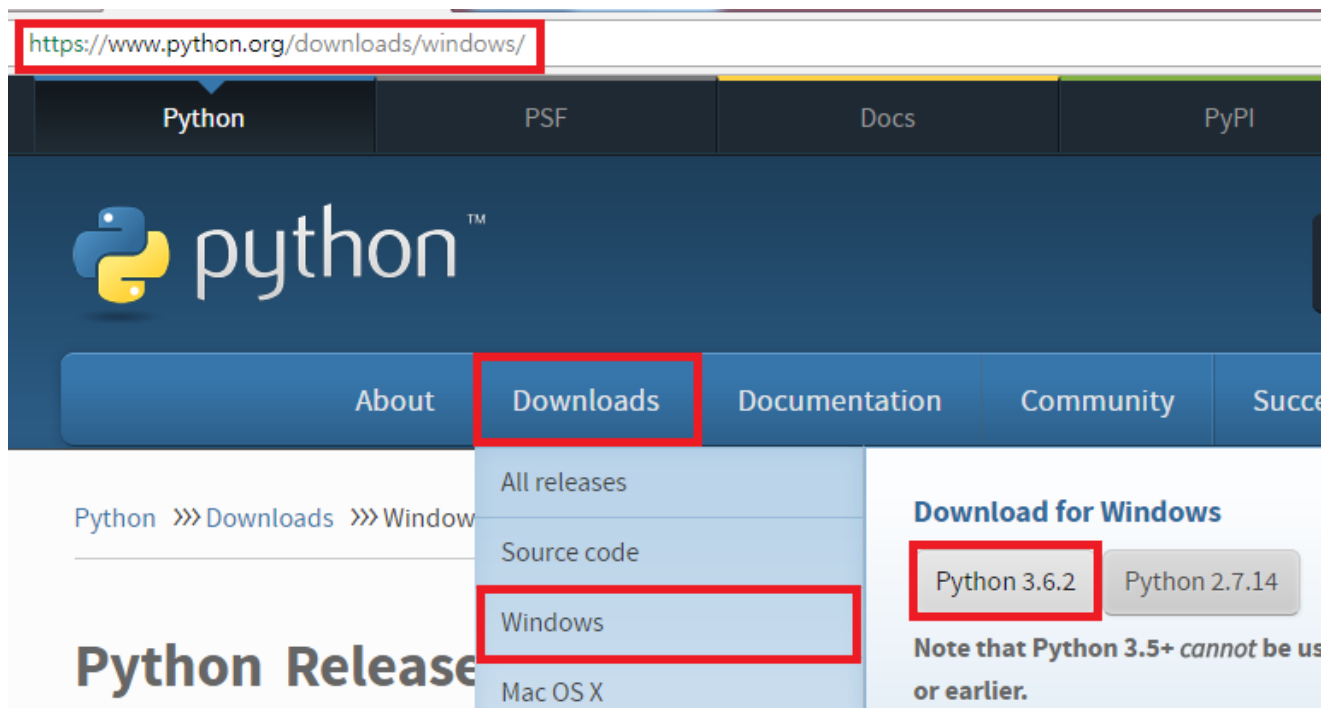 https://www.python.org/downloads/windows/
Python PSF Docs PyPI
python™
About Downloads Documentation Community Succe
All releases
Python >>> Downloads >>> Window
Source code
Windows
Mac OS X
Download for Windows
Python 3.6.2 Python 2.7.14
Note that Python 3.5+ cannot be us
or earlier.
Python Release